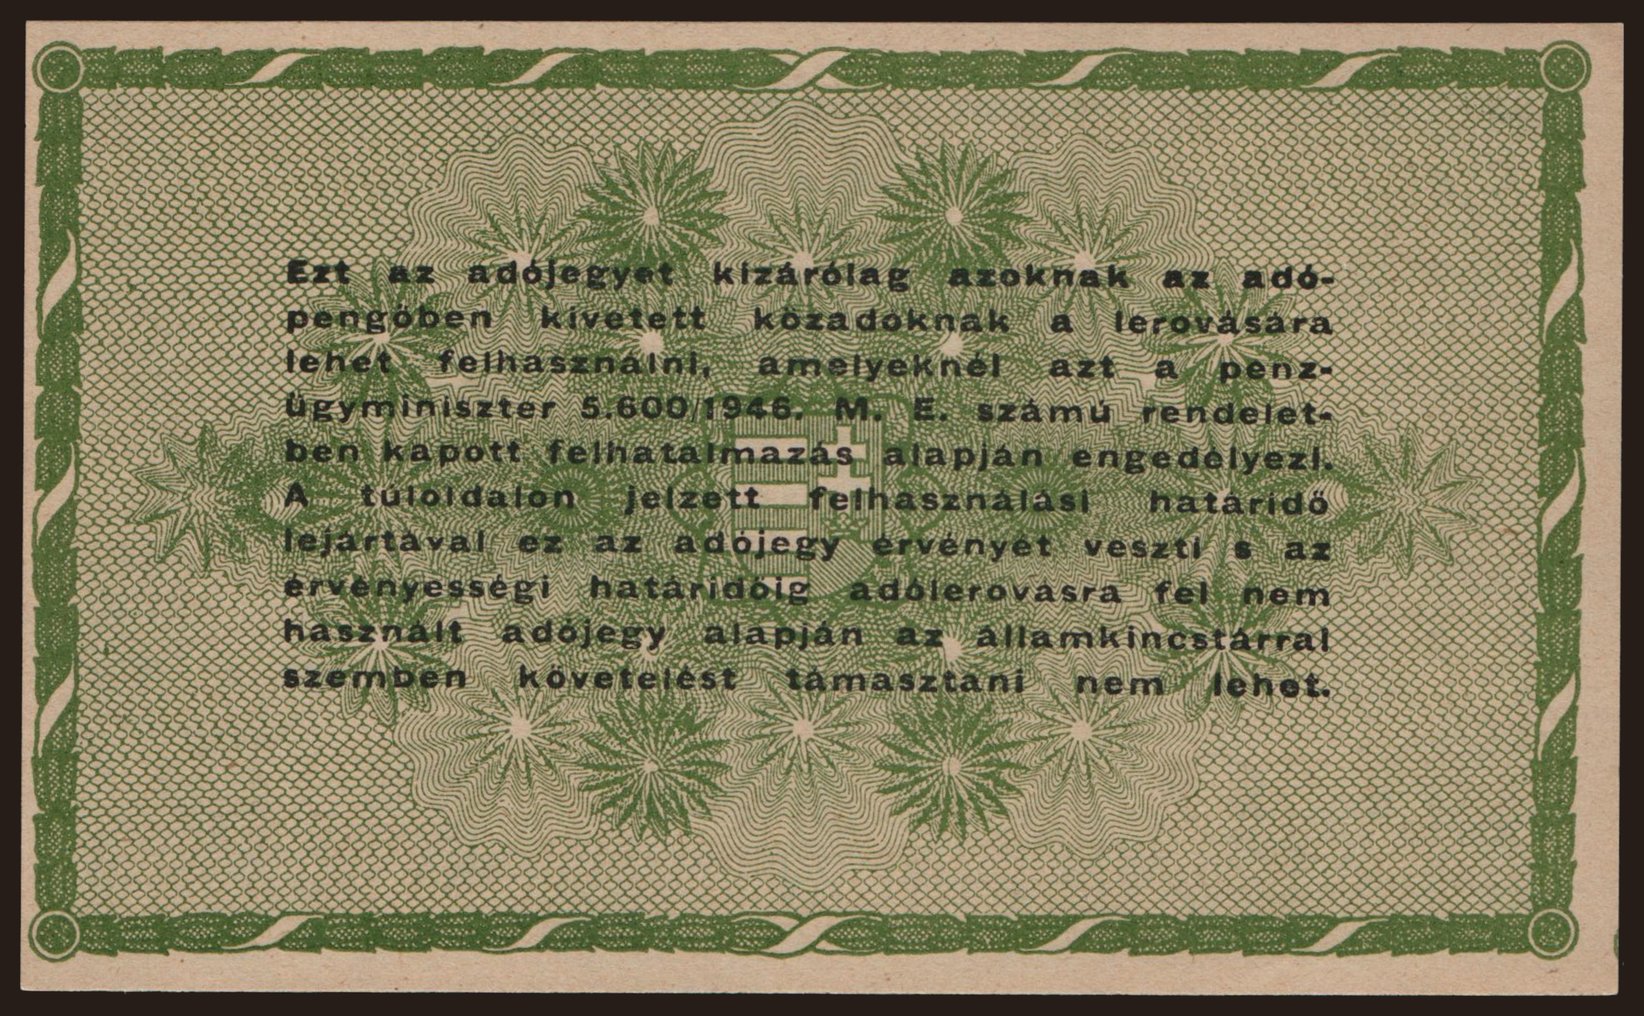 Ezt az adójegyet kizárólag azoknak az adó-
pengőben kivetett közadóknak a lerovására
lehet felhasználni, amelyeknél azt a pénz-
ügyminiszter 5.600/1946. M. E. számú rendelet-
ben kapott felhatalmazás alapján engedélyezi.
A túloldalon jelzett felhasználási határidő
lejártával ez az adójegy érvényét veszti s az
érvényességi határidőig adólerovásra fel nem
használt adójegy alapján az államkincstárral
szemben követelést támasztani nem lehet.